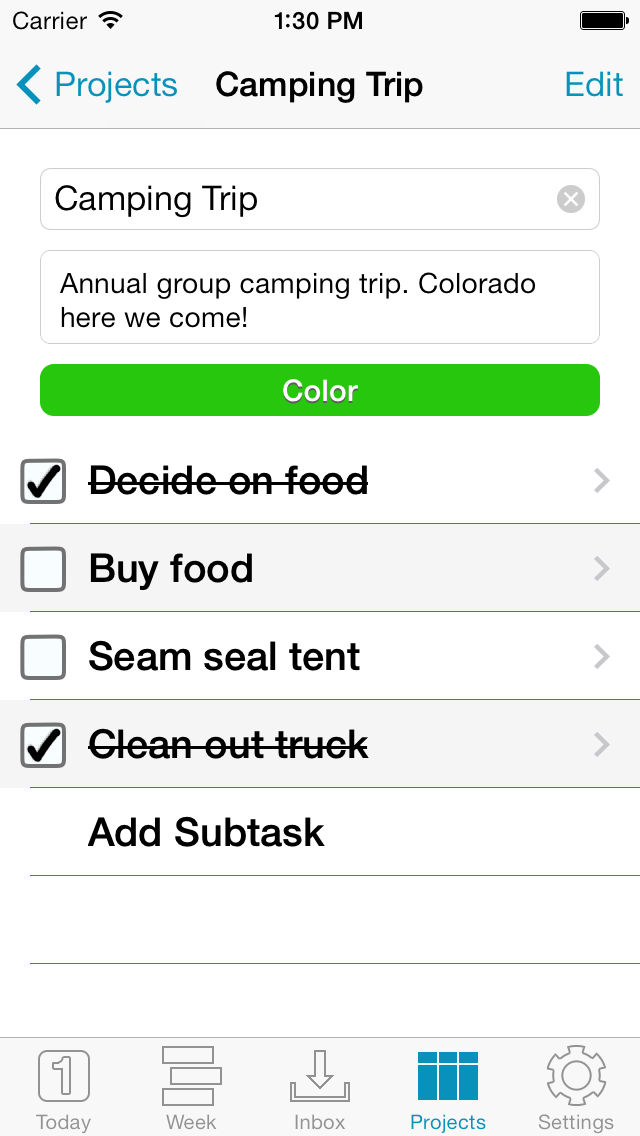 Carrier 1:30 PM
Projects Camping Trip Edit
Camping Trip
Annual group camping trip. Colorado
here we come!
Color
Decide on food
Buy food
Seam seal tent
Clean out truck
Add Subtask
1
Today Week Inbox Projects Settings